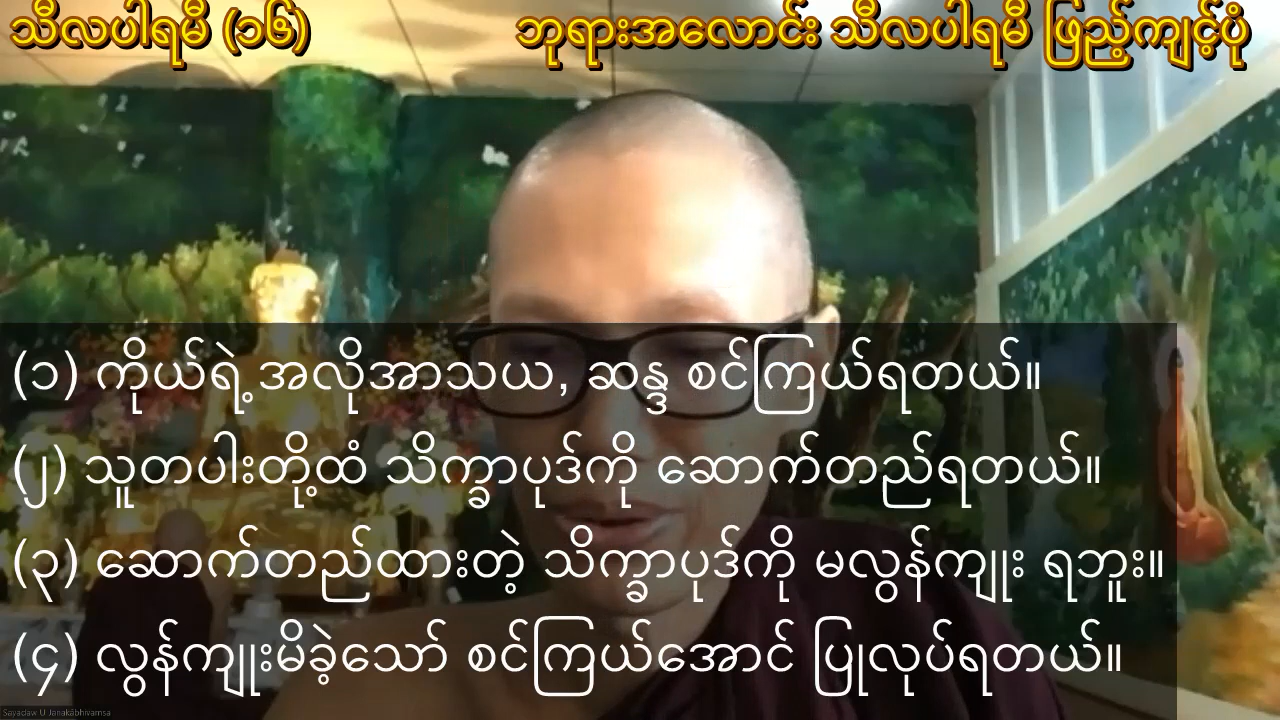 သီလပါရမီ (၁၆)
ဘုရားအလောင်း သီလပါရမီ ဖြည့်ကျင့်ပုံ
(၁) ကိုယ်ရဲ့အလိုအာသယ, ဆန္ဒ စင်ကြယ်ရတယ်။
(၂) သူတပါးတို့ထံ သိက္ခာပုဒ်ကို ဆောက်တည်ရတယ်။
(၃) ဆောက်တည်ထားတဲ့ သိက္ခာပုဒ်ကို မလွန်ကျူး ရဘူး။
(၄) လွန်ကျူးမိခဲ့သော် စင်ကြယ်အောင် ပြုလုပ်ရတယ်။
Sayadaw U Janakābhivamsa